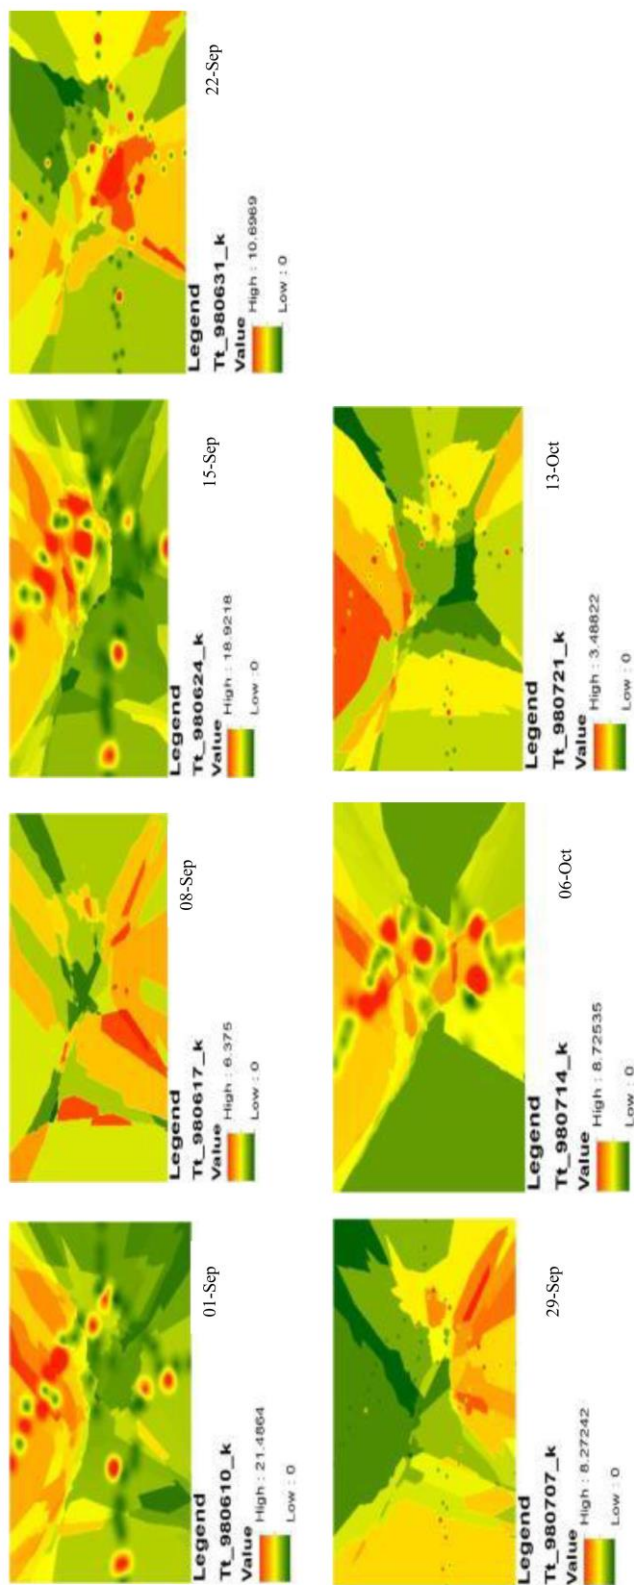 01-Sep
Legend
Tt_980610_k
Value
High : 21.4864
Low : 0
08-Sep
Legend
Tt_980617_k
Value
High : 6.375
Low : 0
15-Sep
Legend
Tt_980624_k
Value
High : 18.9218
Low : 0
22-Sep
Legend
Tt_980631_k
Value
High : 10.6969
Low : 0
29-Sep
Legend
Tt_980707_k
Value
High : 8.27242
Low : 0
06-Oct
Legend
Tt_980714_k
Value
High : 8.72535
Low : 0
13-Oct
Legend
Tt_980721_k
Value
High : 3.48822
Low : 0